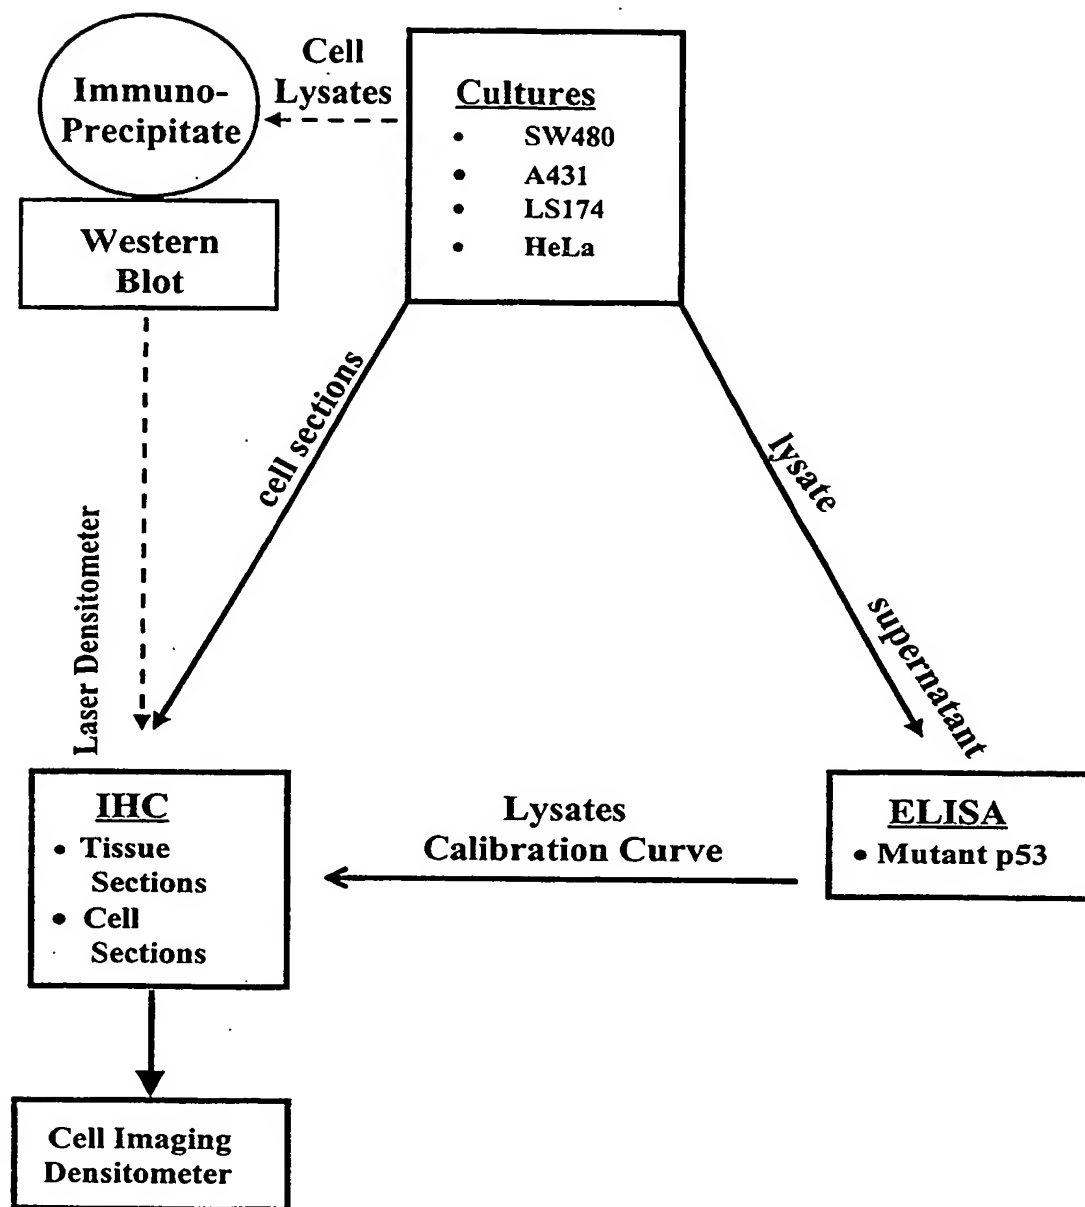 Cell
Lysates
Immuno-
Precipitate
Western
Blot
Cultures
• SW480
• A431
• LS174
• HeLa
cell sections
lysate
supernatant
Laser Densitometer
IHC
• Tissue
Sections
• Cell
Sections
Lysates
Calibration Curve
ELISA
• Mutant p53
Cell Imaging
Densitometer